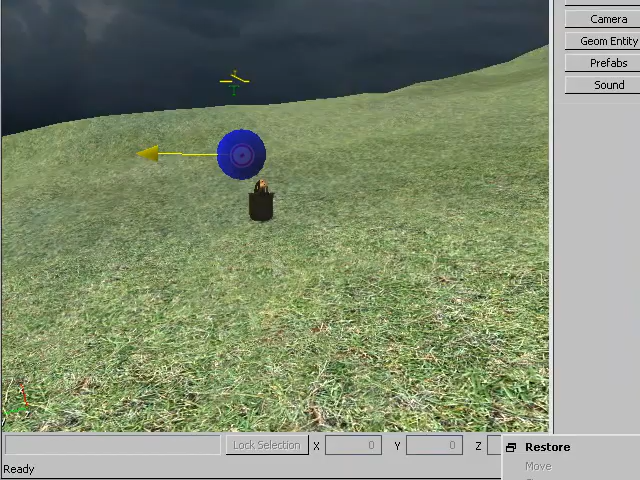 Camera
Geom Entity
Prefabs
Sound
Lock Selection X 0 Y 0 Z
Restore
Move
Ready